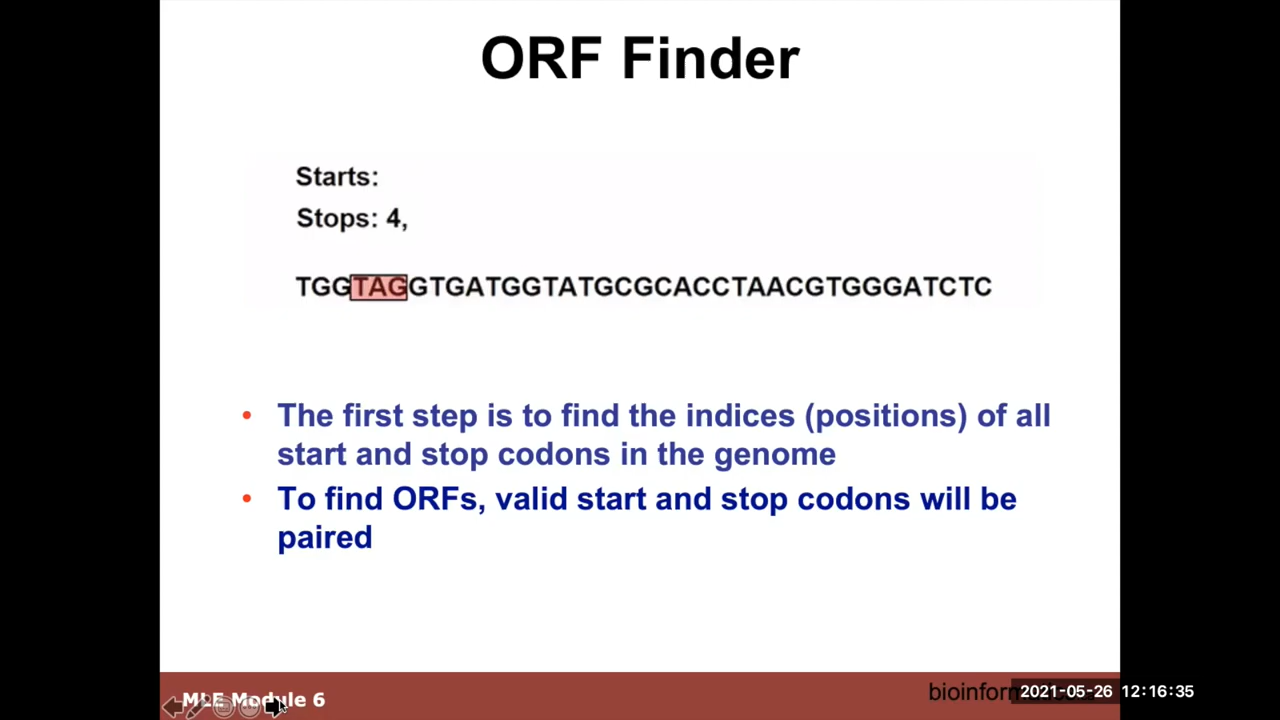 ORF Finder
Starts:
Stops: 4,
TGGTAGGTGATGGTATGCGCACCTAACGTGGGATCTC
• The first step is to find the indices (positions) of all
start and stop codons in the genome
• To find ORFs, valid start and stop codons will be
paired
MLE Module 6
2021-05-26 12:16:35